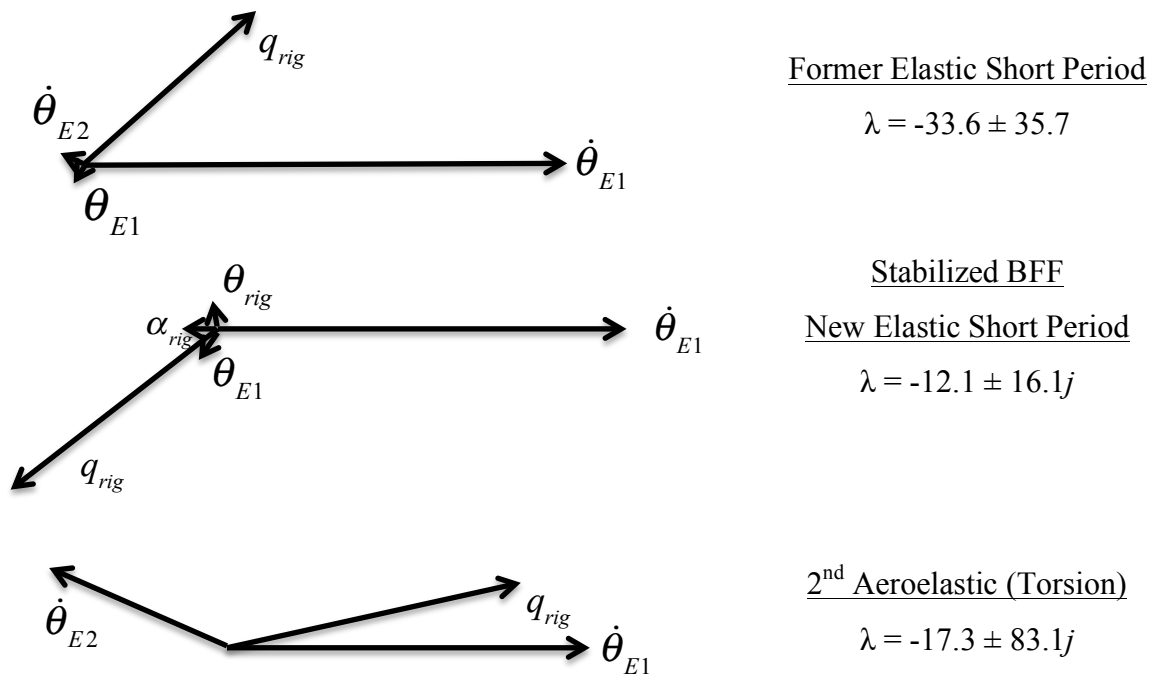 q_rig
Former Elastic Short Period
λ = -33.6 ± 35.7
θ̇_E2
θ̇_E1
θ_E1
Stabilized BFF
θ_rig
α_rig
θ̇_E1
New Elastic Short Period
θ_E1
λ = -12.1 ± 16.1j
q_rig
2nd Aeroelastic (Torsion)
q_rig
θ̇_E2
θ̇_E1
λ = -17.3 ± 83.1j